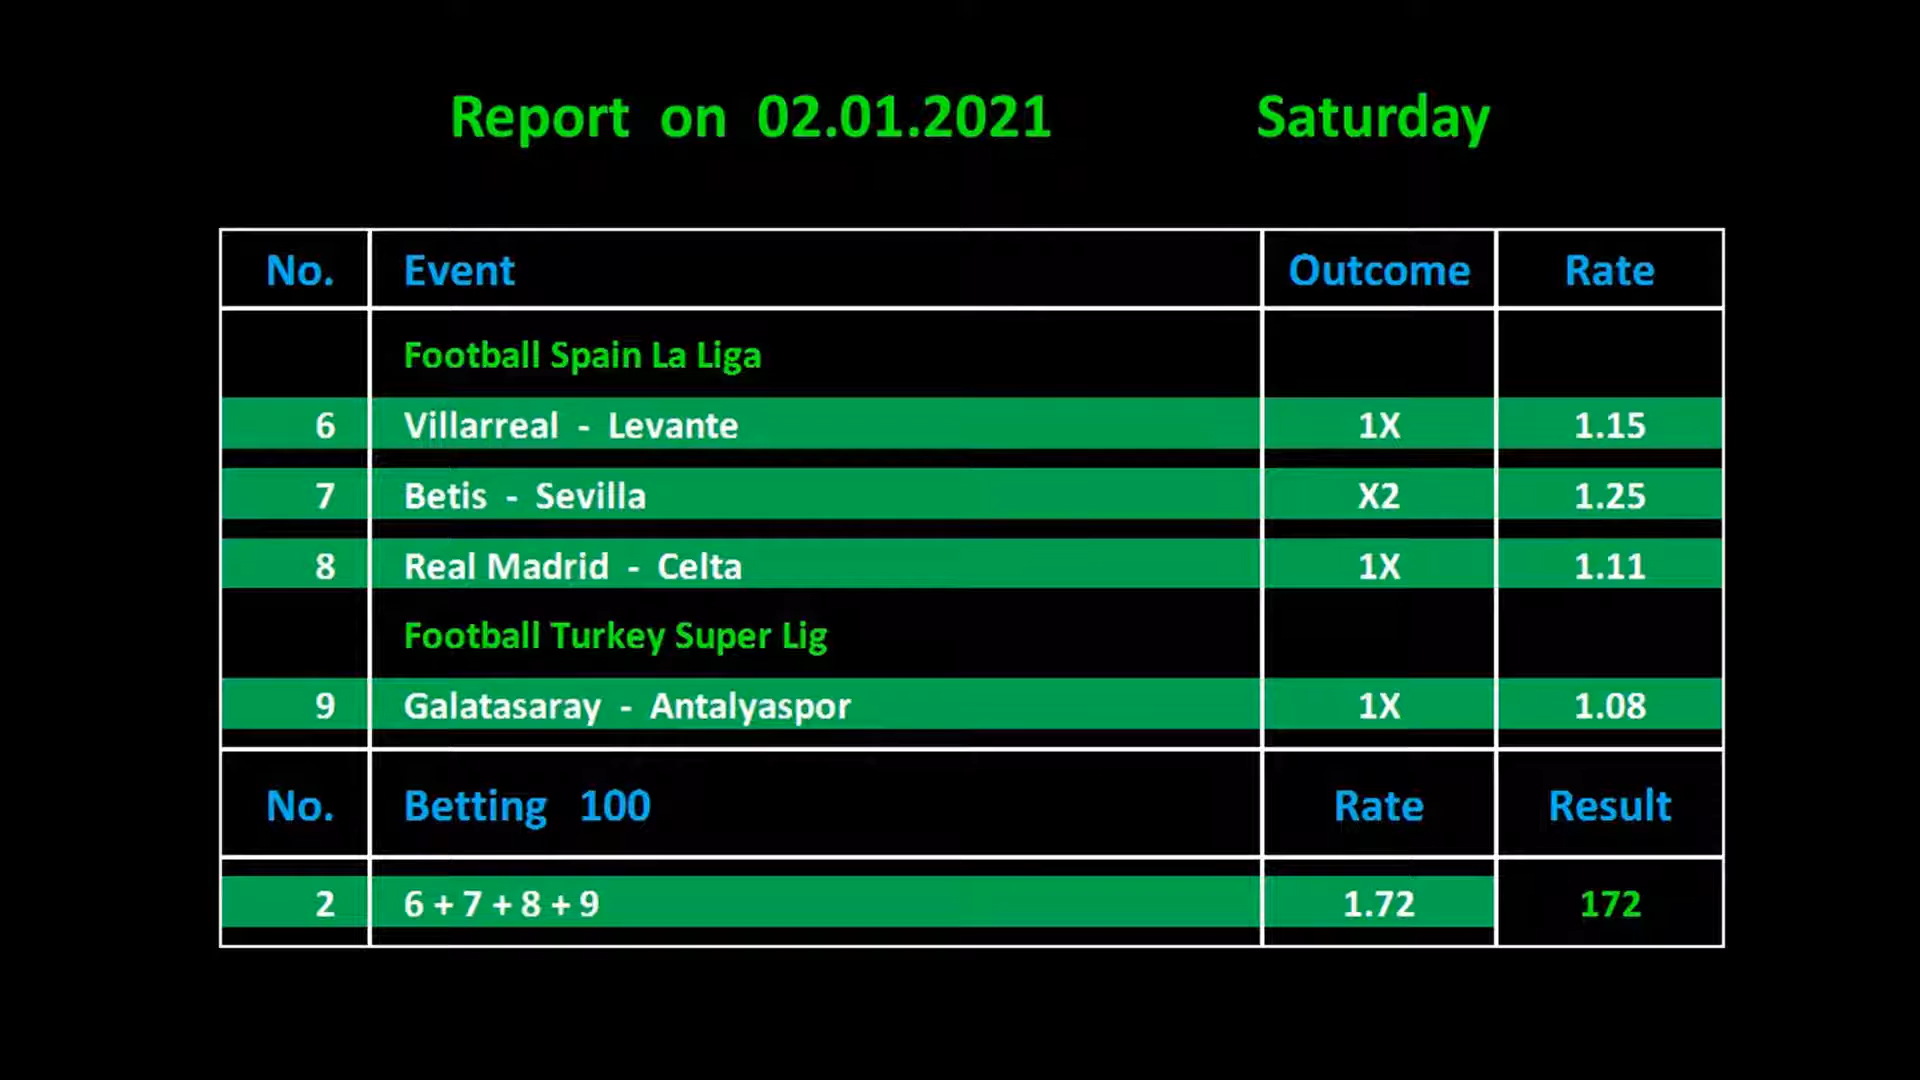 Report on 02.01.2021 Saturday
No. Event Outcome Rate
Football Spain La Liga
6 Villarreal - Levante 1X 1.15
7 Betis - Sevilla X2 1.25
8 Real Madrid - Celta 1X 1.11
Football Turkey Super Lig
9 Galatasaray - Antalyaspor 1X 1.08
No. Betting 100 Rate Result
2 6 + 7 + 8 + 9 1.72 172